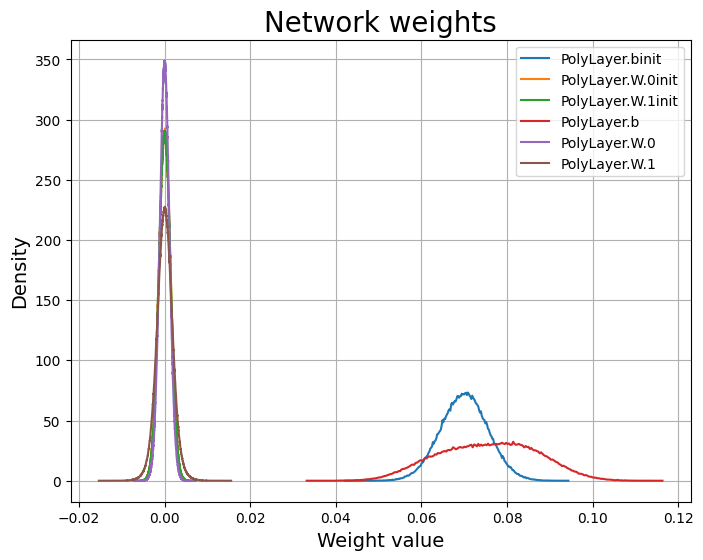 Network weights
Density
350
300
250
200
150
100
50
0
PolyLayer.binit
PolyLayer.W.0init
PolyLayer.W.1init
PolyLayer.b
PolyLayer.W.0
PolyLayer.W.1
−0.02 0.00 0.02 0.04 0.06 0.08 0.10 0.12
Weight value